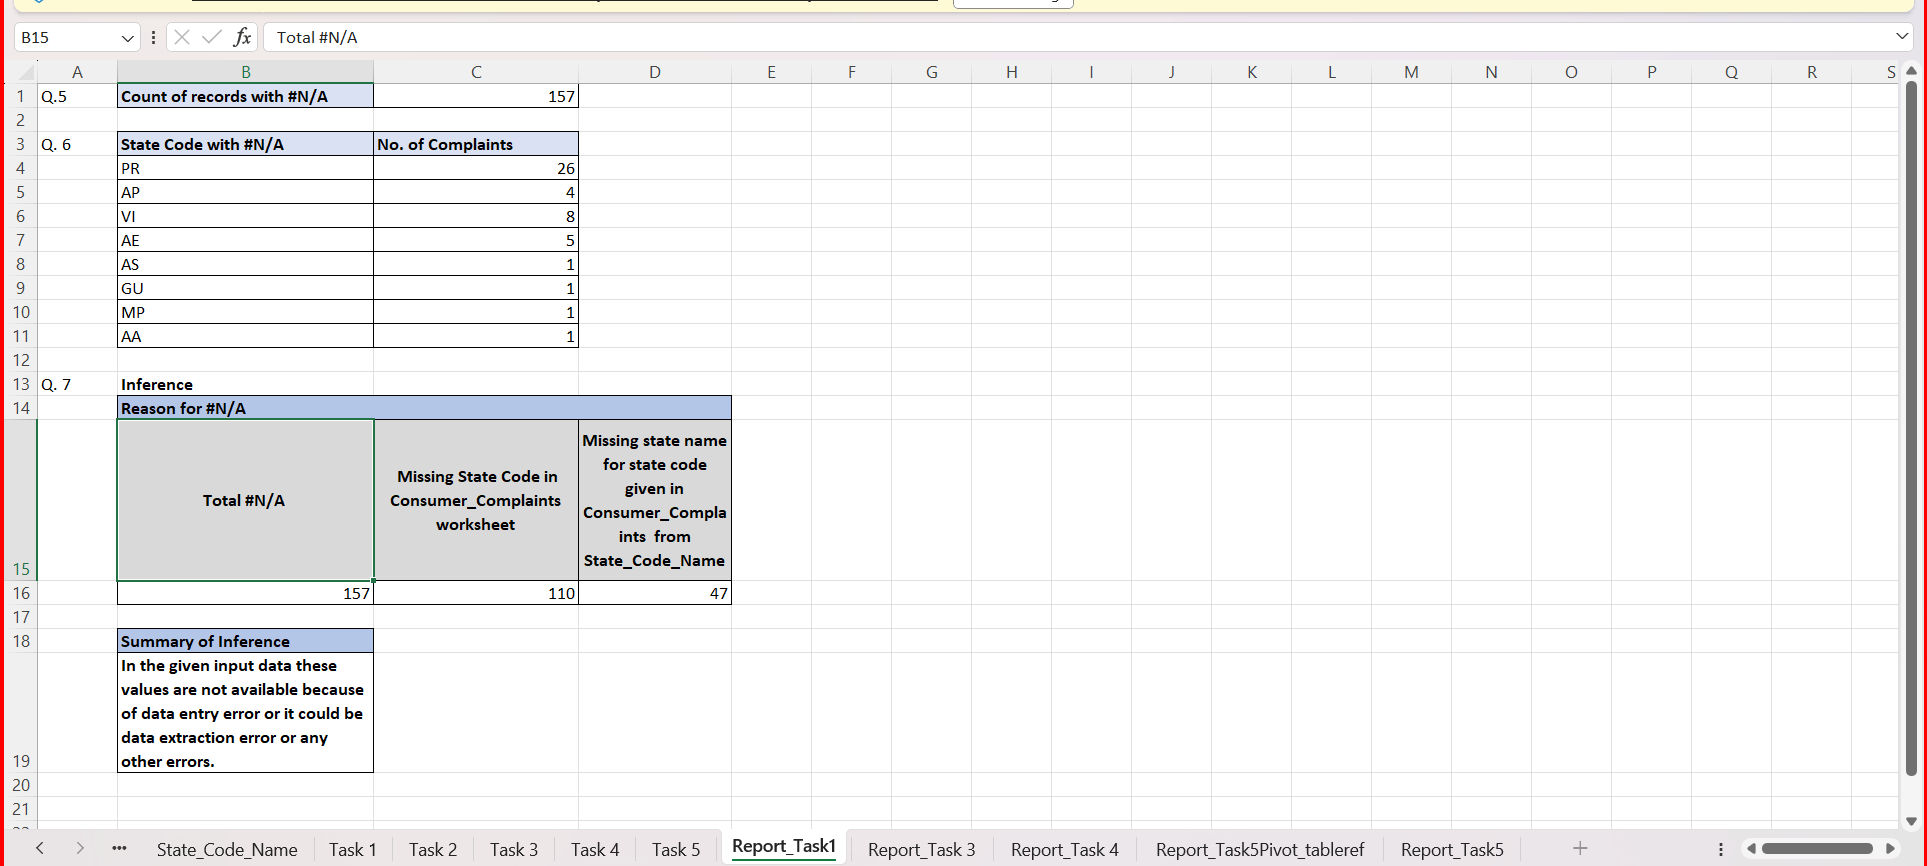 B15 fx Total #N/A
A B C D E F G H I J K L M N O P Q R S
1 Q.5 Count of records with #N/A 157
2
3 Q. 6 State Code with #N/A No. of Complaints
4 PR 26
5 AP 4
6 VI 8
7 AE 5
8 AS 1
9 GU 1
10 MP 1
11 AA 1
12
13 Q. 7 Inference
14 Reason for #N/A
15 Total #N/A
Missing State Code in
Consumer_Complaints
worksheet
Missing state name
for state code
given in
Consumer_Compla
ints from
State_Code_Name
16 157 110 47
17
18 Summary of Inference
19 In the given input data these
values are not available because
of data entry error or it could be
data extraction error or any
other errors.
20
21
State_Code_Name Task 1 Task 2 Task 3 Task 4 Task 5 Report_Task1 Report_Task 3 Report_Task 4 Report_Task5Pivot_tableref Report_Task5